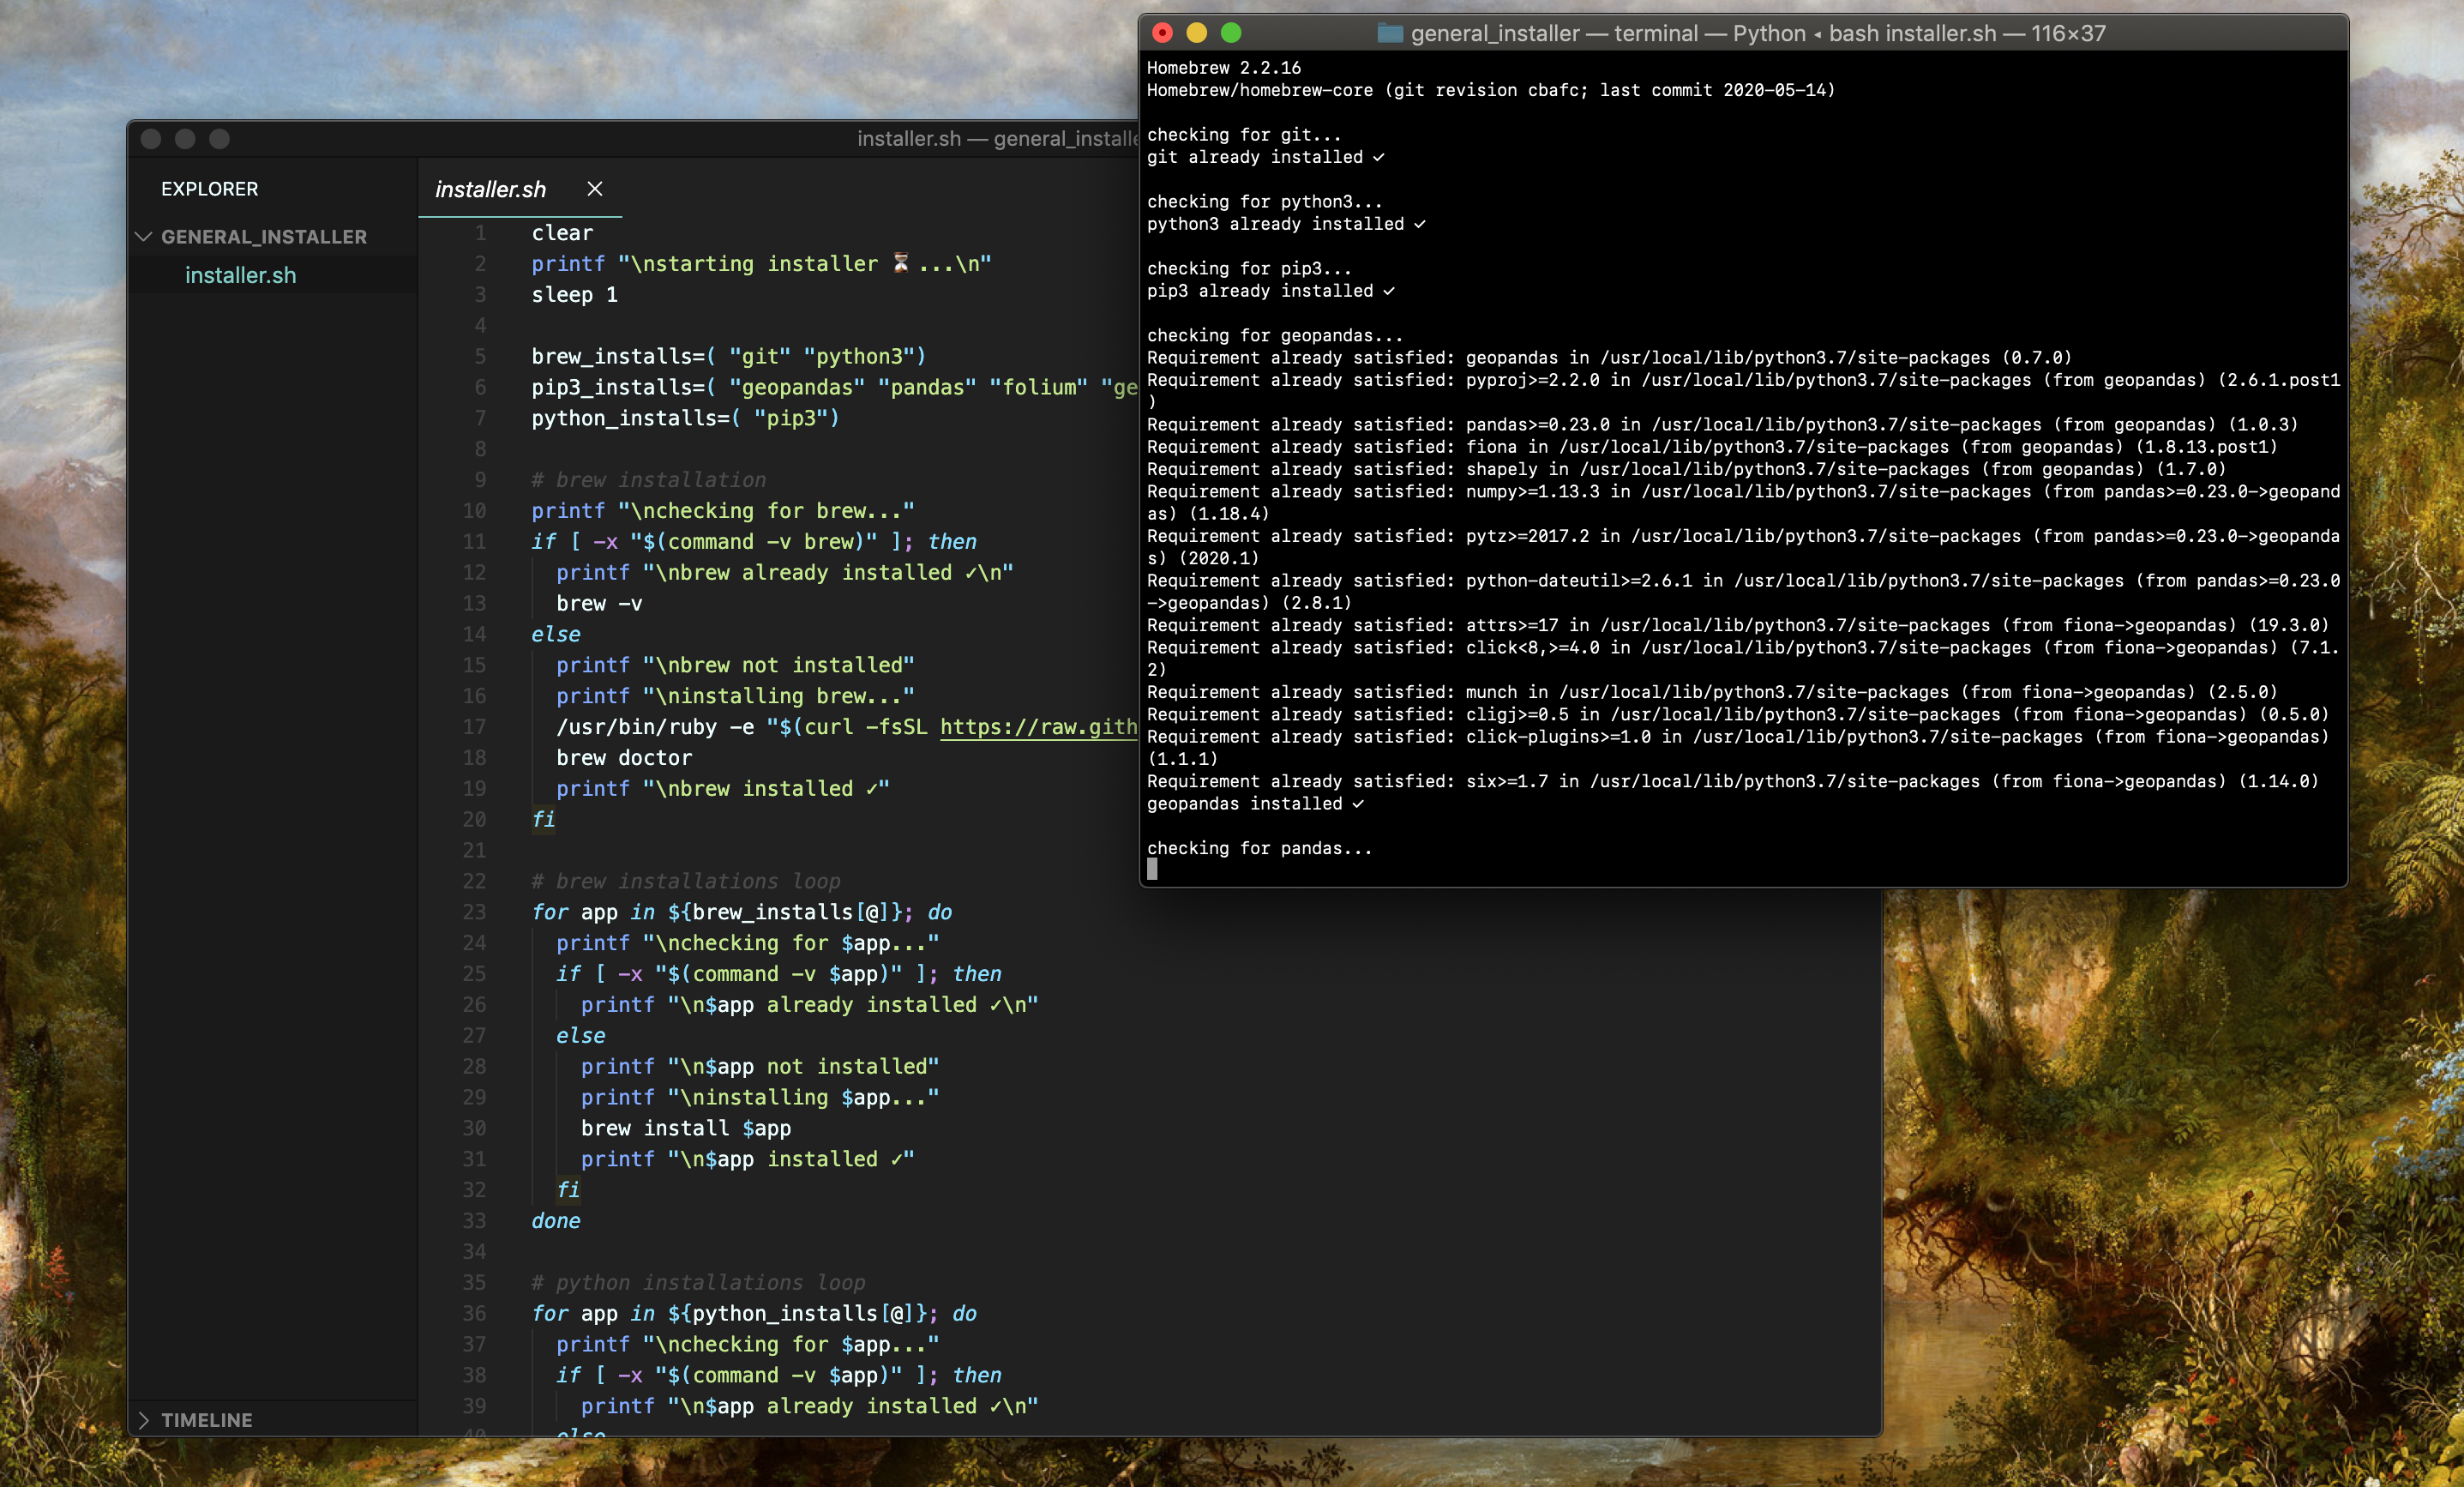 installer.sh — general_installe
EXPLORER
GENERAL_INSTALLER
installer.sh
TIMELINE
installer.sh
1 clear
2 printf "\nstarting installer ⏳ ...\n"
3 sleep 1
4
5 brew_installs=( "git" "python3")
6 pip3_installs=( "geopandas" "pandas" "folium" "ge
7 python_installs=( "pip3")
8
9 # brew installation
10 printf "\nchecking for brew..."
11 if [ -x "$(command -v brew)" ]; then
12 printf "\nbrew already installed ✓\n"
13 brew -v
14 else
15 printf "\nbrew not installed"
16 printf "\ninstalling brew..."
17 /usr/bin/ruby -e "$(curl -fsSL https://raw.gith
18 brew doctor
19 printf "\nbrew installed ✓"
20 fi
21
22 # brew installations loop
23 for app in ${brew_installs[@]}; do
24 printf "\nchecking for $app..."
25 if [ -x "$(command -v $app)" ]; then
26 printf "\n$app already installed ✓\n"
27 else
28 printf "\n$app not installed"
29 printf "\ninstalling $app..."
30 brew install $app
31 printf "\n$app installed ✓"
32 fi
33 done
34
35 # python installations loop
36 for app in ${python_installs[@]}; do
37 printf "\nchecking for $app..."
38 if [ -x "$(command -v $app)" ]; then
39 printf "\n$app already installed ✓\n"
40 else
general_installer — terminal — Python ◂ bash installer.sh — 116×37
Homebrew 2.2.16
Homebrew/homebrew-core (git revision cbafc; last commit 2020-05-14)
checking for git...
git already installed ✓
checking for python3...
python3 already installed ✓
checking for pip3...
pip3 already installed ✓
checking for geopandas...
Requirement already satisfied: geopandas in /usr/local/lib/python3.7/site-packages (0.7.0)
Requirement already satisfied: pyproj>=2.2.0 in /usr/local/lib/python3.7/site-packages (from geopandas) (2.6.1.post1
)
Requirement already satisfied: pandas>=0.23.0 in /usr/local/lib/python3.7/site-packages (from geopandas) (1.0.3)
Requirement already satisfied: fiona in /usr/local/lib/python3.7/site-packages (from geopandas) (1.8.13.post1)
Requirement already satisfied: shapely in /usr/local/lib/python3.7/site-packages (from geopandas) (1.7.0)
Requirement already satisfied: numpy>=1.13.3 in /usr/local/lib/python3.7/site-packages (from pandas>=0.23.0->geopand
as) (1.18.4)
Requirement already satisfied: pytz>=2017.2 in /usr/local/lib/python3.7/site-packages (from pandas>=0.23.0->geopanda
s) (2020.1)
Requirement already satisfied: python-dateutil>=2.6.1 in /usr/local/lib/python3.7/site-packages (from pandas>=0.23.0
->geopandas) (2.8.1)
Requirement already satisfied: attrs>=17 in /usr/local/lib/python3.7/site-packages (from fiona->geopandas) (19.3.0)
Requirement already satisfied: click<8,>=4.0 in /usr/local/lib/python3.7/site-packages (from fiona->geopandas) (7.1.
2)
Requirement already satisfied: munch in /usr/local/lib/python3.7/site-packages (from fiona->geopandas) (2.5.0)
Requirement already satisfied: cligj>=0.5 in /usr/local/lib/python3.7/site-packages (from fiona->geopandas) (0.5.0)
Requirement already satisfied: click-plugins>=1.0 in /usr/local/lib/python3.7/site-packages (from fiona->geopandas)
(1.1.1)
Requirement already satisfied: six>=1.7 in /usr/local/lib/python3.7/site-packages (from fiona->geopandas) (1.14.0)
geopandas installed ✓
checking for pandas...